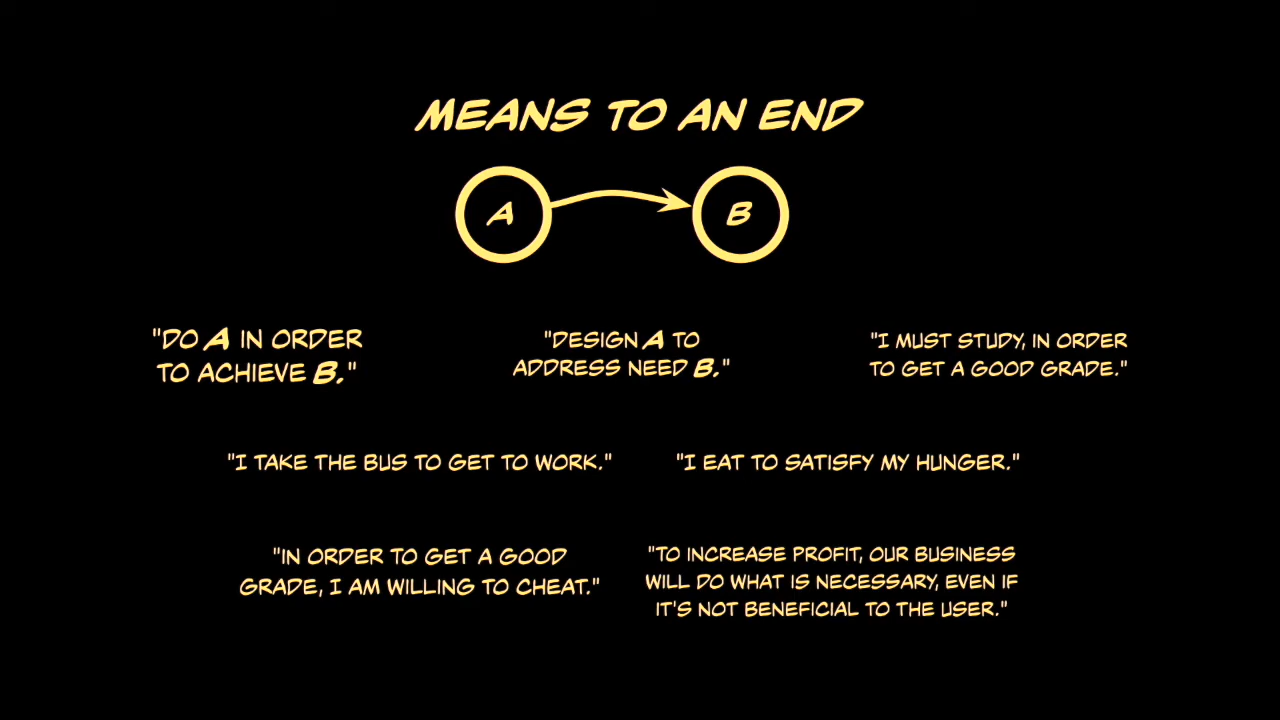 MEANS TO AN END
A
B
"DO A IN ORDER
TO ACHIEVE B."
"DESIGN A TO
ADDRESS NEED B."
"I MUST STUDY, IN ORDER
TO GET A GOOD GRADE."
"I TAKE THE BUS TO GET TO WORK."
"I EAT TO SATISFY MY HUNGER."
"IN ORDER TO GET A GOOD
GRADE, I AM WILLING TO CHEAT."
"TO INCREASE PROFIT, OUR BUSINESS
WILL DO WHAT IS NECESSARY, EVEN IF
IT'S NOT BENEFICIAL TO THE USER."